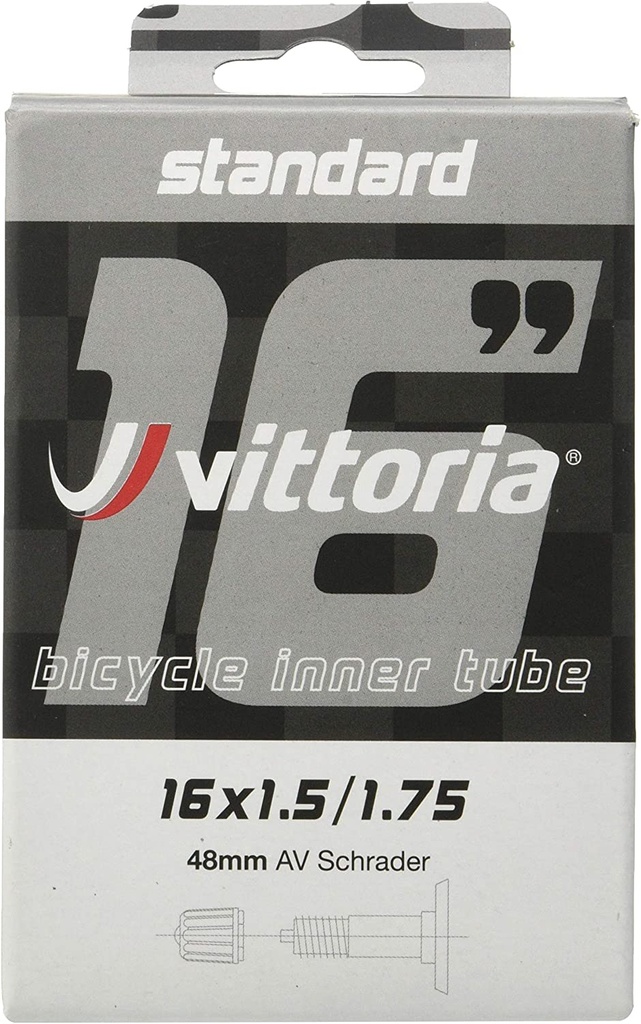 standard
16”
vittoria®
bicycle inner tube
16x1.5/1.75
48mm AV Schrader